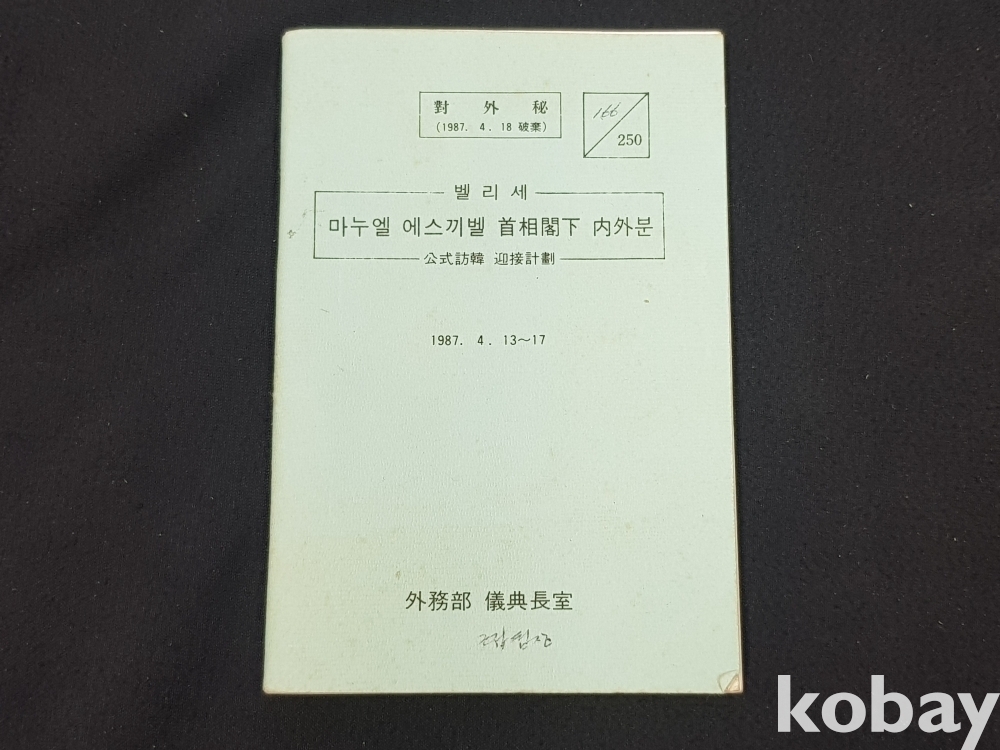 對 外 秘
(1987. 4. 18 破棄)
166/250
벨 리 세
마누엘 에스끼벨 首相閣下 內外분
公式訪韓 迎接計劃
1987. 4. 13~17
外務部 儀典長室
kobay